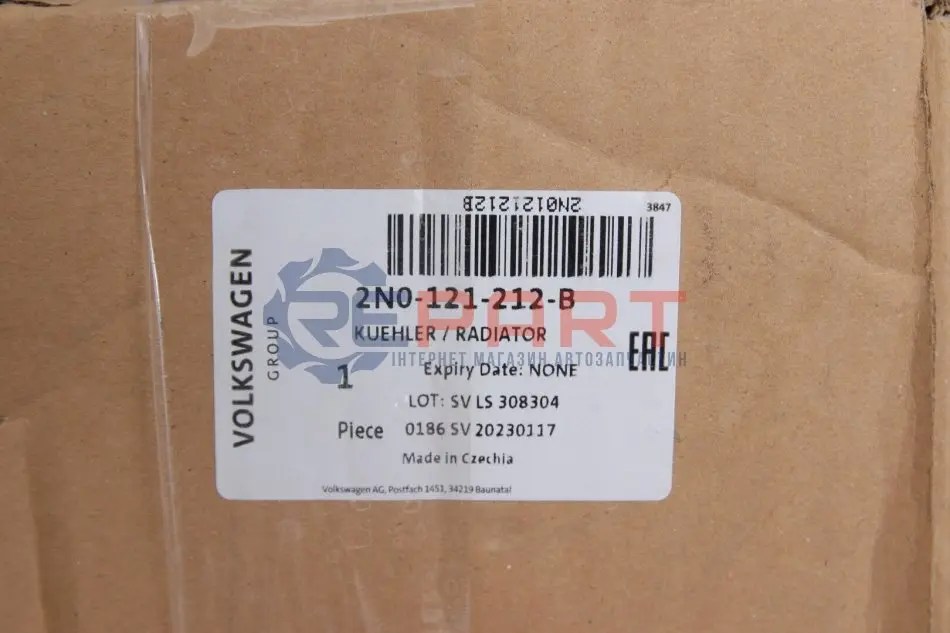 2N0121212B
3847
VOLKSWAGEN
GROUP
2N0-121-212-B
KUEHLER / RADIATOR
REPART
ІНТЕРНЕТ МАГАЗИН АВТОЗАПЧАСТИН
EAC
1
Expiry Date: NONE
LOT: SV LS 308304
Piece
0186 SV 20230117
Made in Czechia
Volkswagen AG, Postfach 1451, 34219 Baunatal